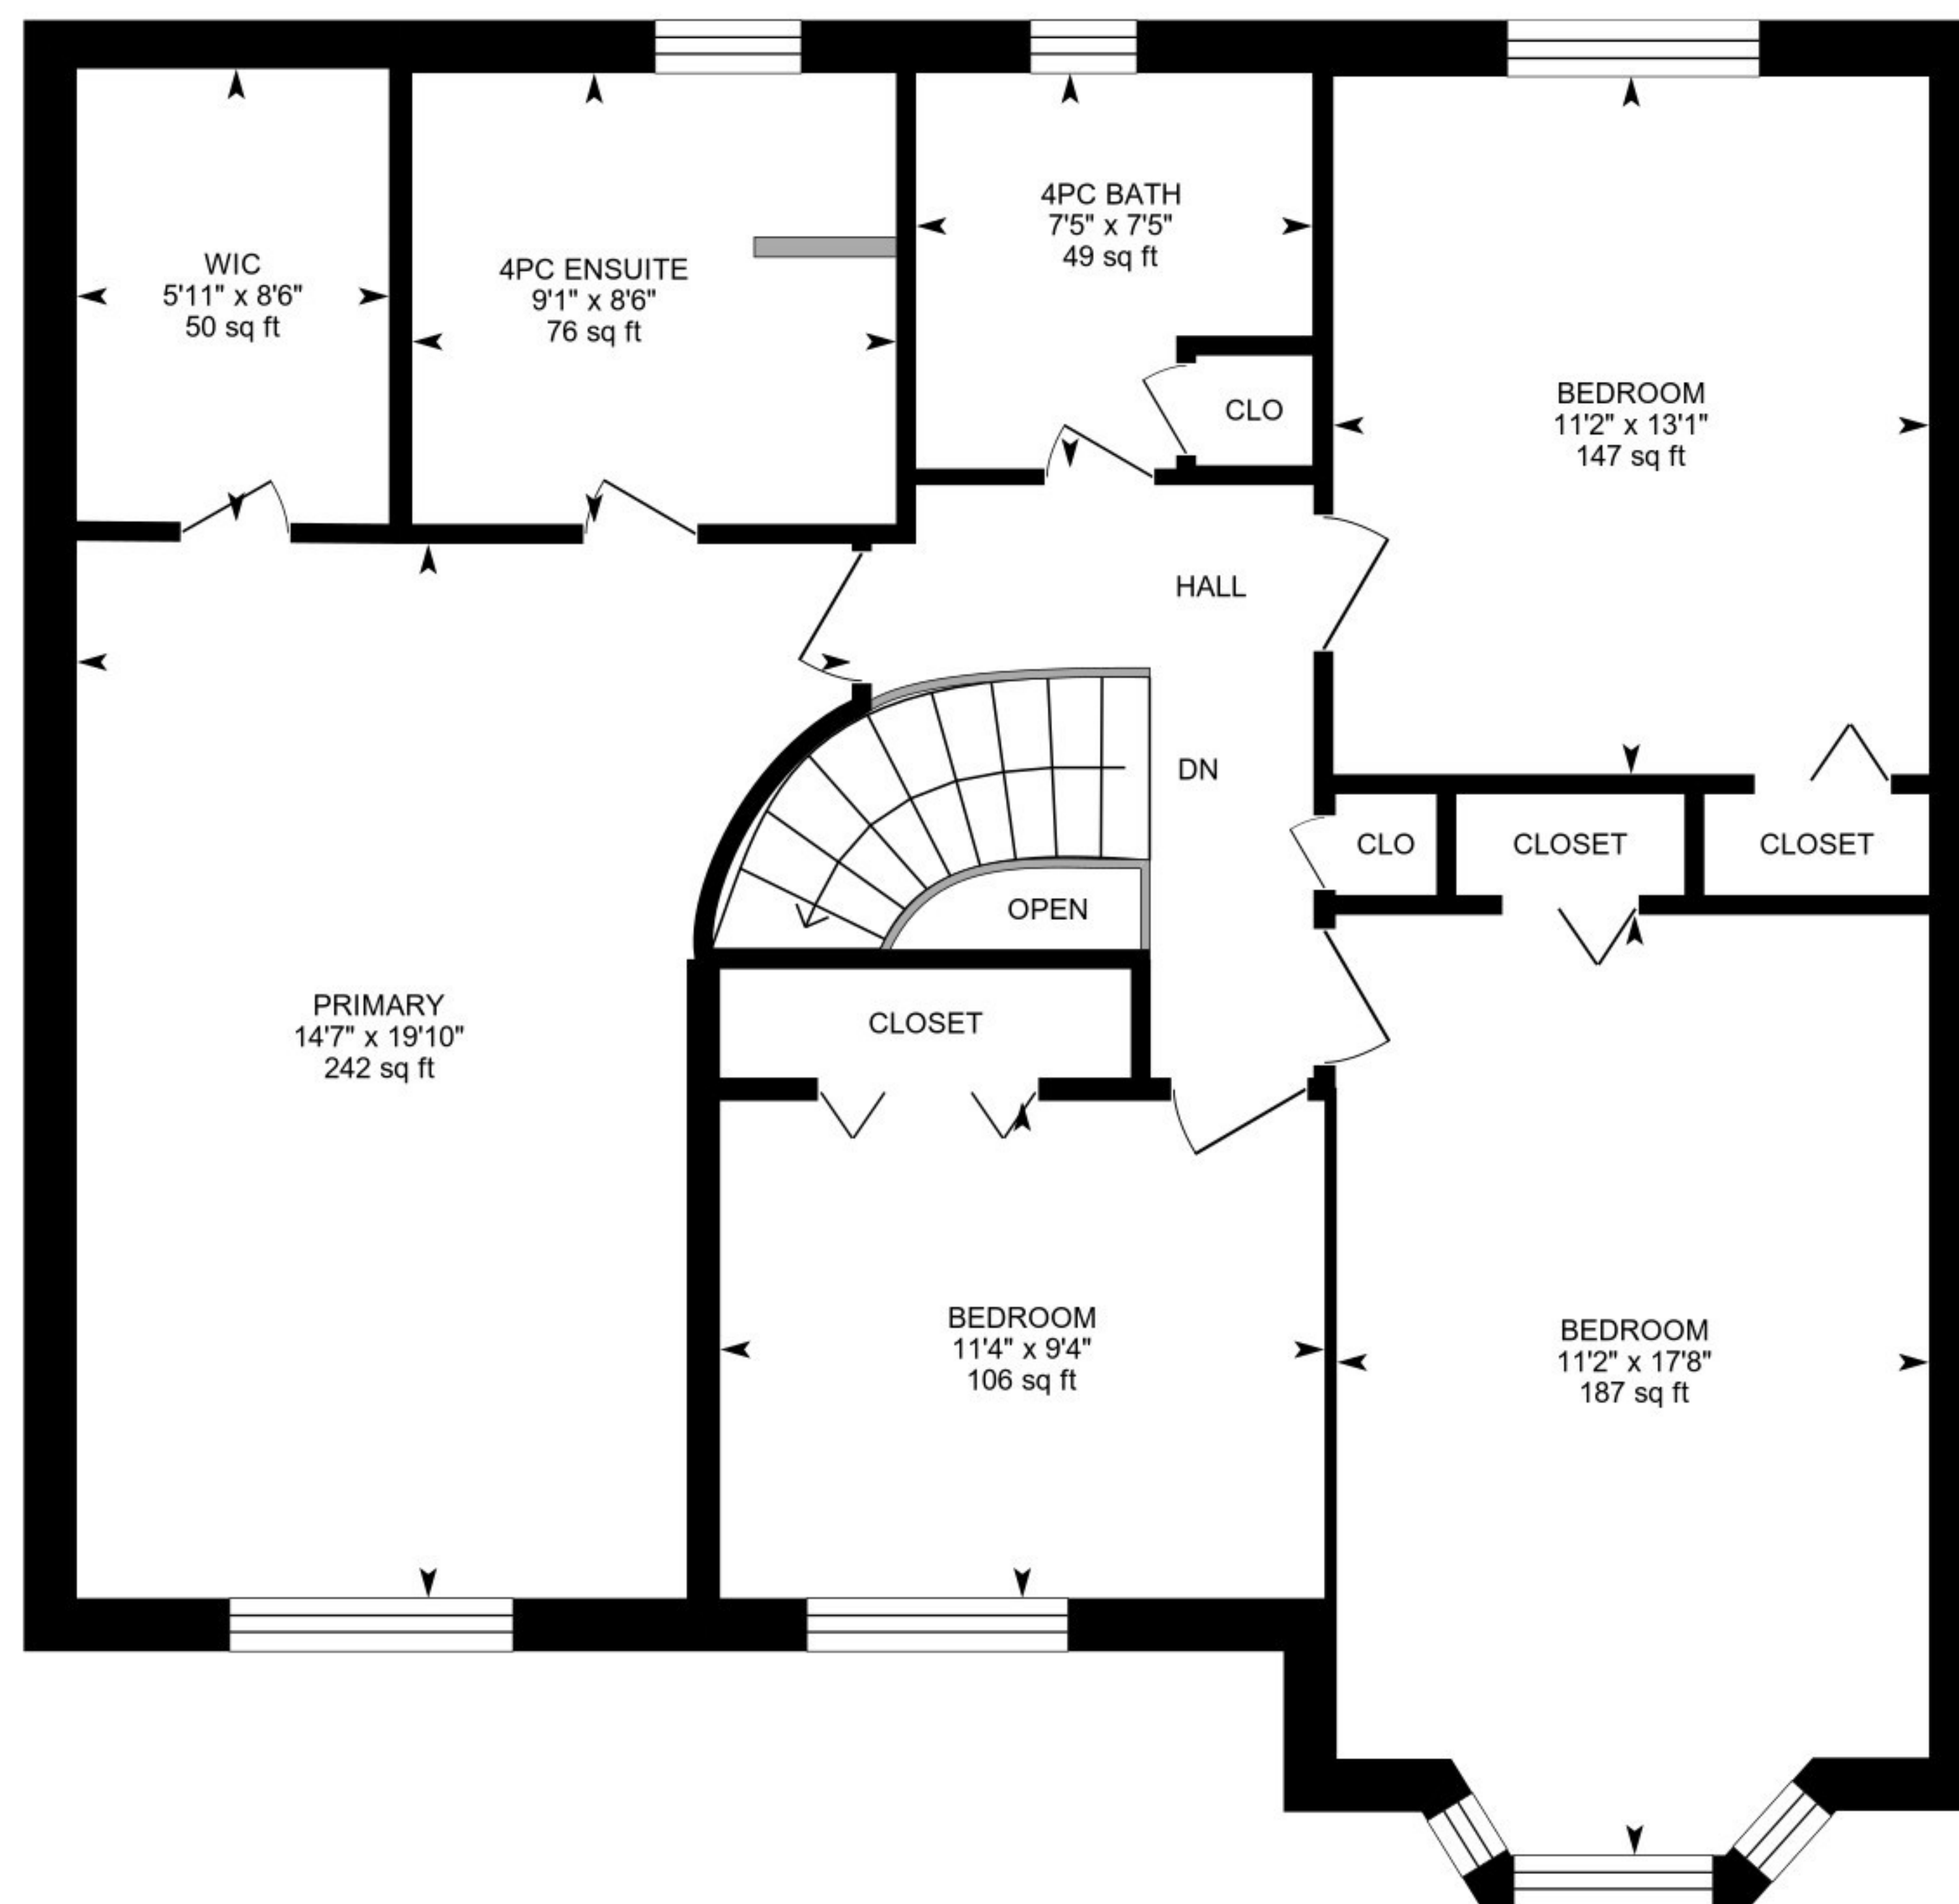 WIC
5'11" x 8'6"
50 sq ft
4PC ENSUITE
9'1" x 8'6"
76 sq ft
4PC BATH
7'5" x 7'5"
49 sq ft
CLO
BEDROOM
11'2" x 13'1"
147 sq ft
HALL
DN
CLO
CLOSET
CLOSET
OPEN
PRIMARY
14'7" x 19'10"
242 sq ft
CLOSET
BEDROOM
11'4" x 9'4"
106 sq ft
BEDROOM
11'2" x 17'8"
187 sq ft